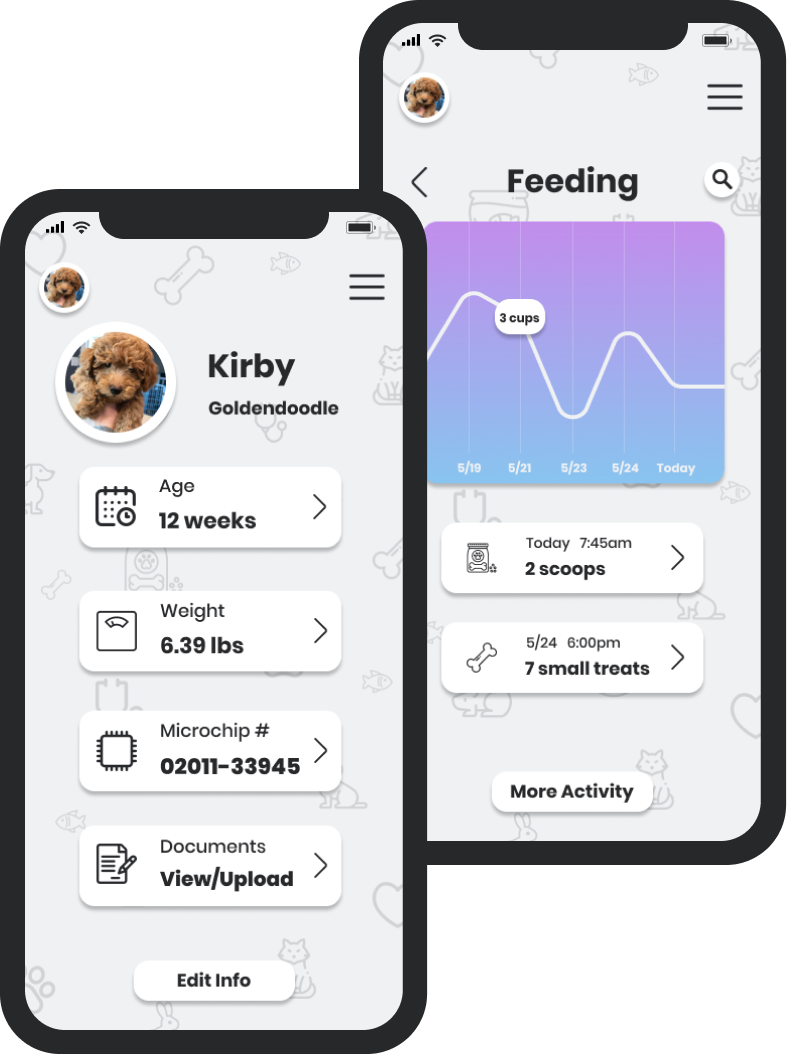 Kirby
Goldendoodle
Age
12 weeks
Weight
6.39 lbs
Microchip #
02011-33945
Documents
View/Upload
Edit Info
Feeding
3 cups
5/19 5/21 5/23 5/24 Today
Today 7:45am
2 scoops
5/24 6:00pm
7 small treats
More Activity